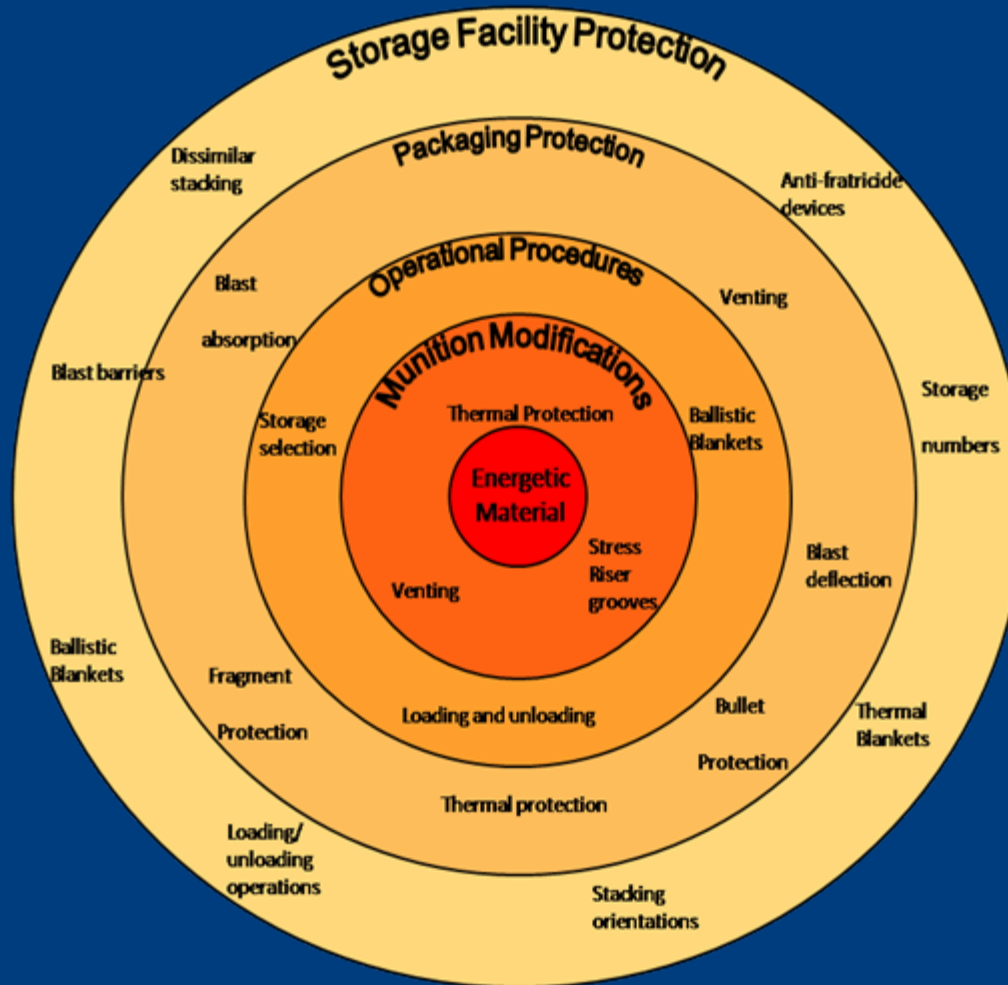 Storage Facility Protection
Packaging Protection
Dissimilar
stacking
Anti-fratricide
devices
Operational Procedures
Blast
absorption
Venting
Munition Modifications
Blast barriers
Storage
numbers
Thermal Protection
Storage
selection
Ballistic
Blankets
Energetic
Material
Stress
Riser
grooves
Venting
Blast
deflection
Ballistic
Blankets
Fragment
Protection
Loading and unloading
Bullet
Protection
Thermal
Blankets
Thermal protection
Loading/
unloading
operations
Stacking
orientations